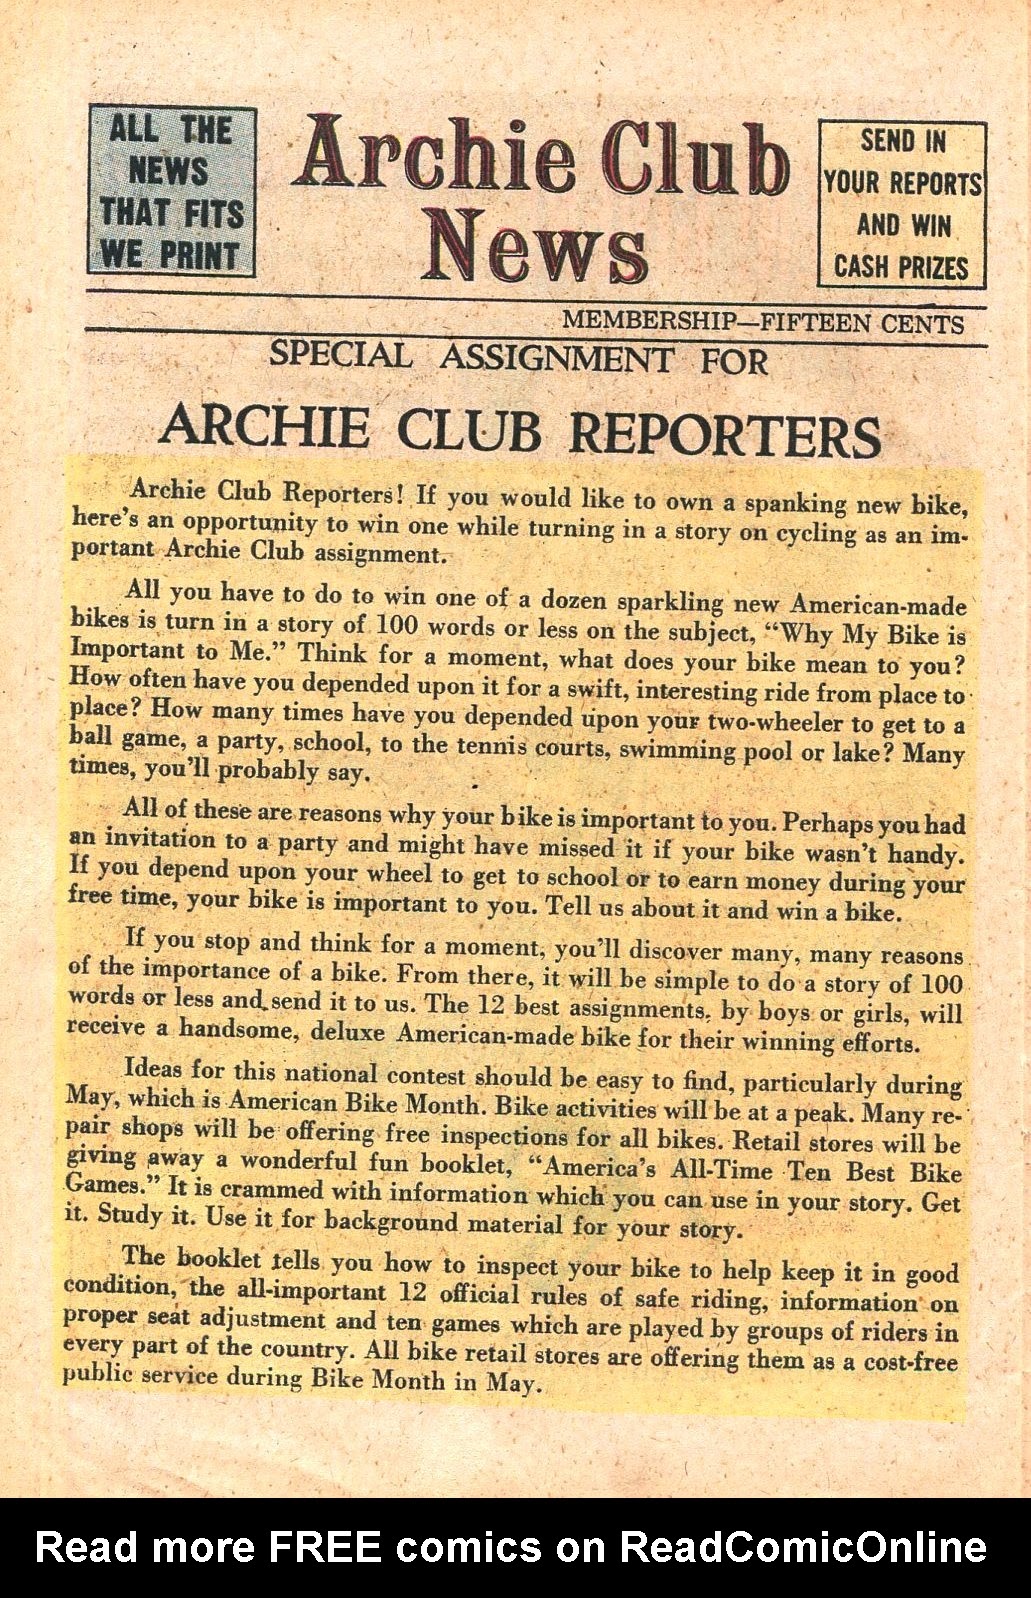 ALL THE
NEWS
THAT FITS
WE PRINT
Archie Club
News
SEND IN
YOUR REPORTS
AND WIN
CASH PRIZES
MEMBERSHIP—FIFTEEN CENTS
SPECIAL ASSIGNMENT FOR
ARCHIE CLUB REPORTERS
Archie Club Reporters! If you would like to own a spanking new bike,
here's an opportunity to win one while turning in a story on cycling as an im-
portant Archie Club assignment.
All you have to do to win one of a dozen sparkling new American-made
bikes is turn in a story of 100 words or less on the subject, "Why My Bike is
Important to Me." Think for a moment, what does your bike mean to you?
How often have you depended upon it for a swift, interesting ride from place to
place? How many times have you depended upon your two-wheeler to get to a
ball game, a party, school, to the tennis courts, swimming pool or lake? Many
times, you'll probably say.
All of these are reasons why your bike is important to you. Perhaps you had
an invitation to a party and might have missed it if your bike wasn't handy.
If you depend upon your wheel to get to school or to earn money during your
free time, your bike is important to you. Tell us about it and win a bike.
If you stop and think for a moment, you'll discover many, many reasons
of the importance of a bike. From there, it will be simple to do a story of 100
words or less and send it to us. The 12 best assignments, by boys or girls, will
receive a handsome, deluxe American-made bike for their winning efforts.
Ideas for this national contest should be easy to find, particularly during
May, which is American Bike Month. Bike activities will be at a peak. Many re-
pair shops will be offering free inspections for all bikes. Retail stores will be
giving away a wonderful fun booklet, "America's All-Time Ten Best Bike
Games." It is crammed with information which you can use in your story. Get
it. Study it. Use it for background material for your story.
The booklet tells you how to inspect your bike to help keep it in good
condition, the all-important 12 official rules of safe riding, information on
proper seat adjustment and ten games which are played by groups of riders in
every part of the country. All bike retail stores are offering them as a cost-free
public service during Bike Month in May.
Read more FREE comics on ReadComicOnline